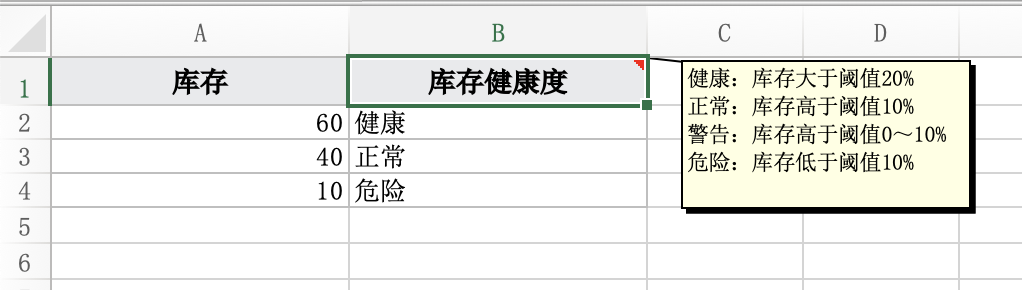 A B C D
1 库存 库存健康度
2 60 健康
3 40 正常
4 10 危险
5
6
健康：库存大于阈值20%
正常：库存高于阈值10%
警告：库存高于阈值0～10%
危险：库存低于阈值10%